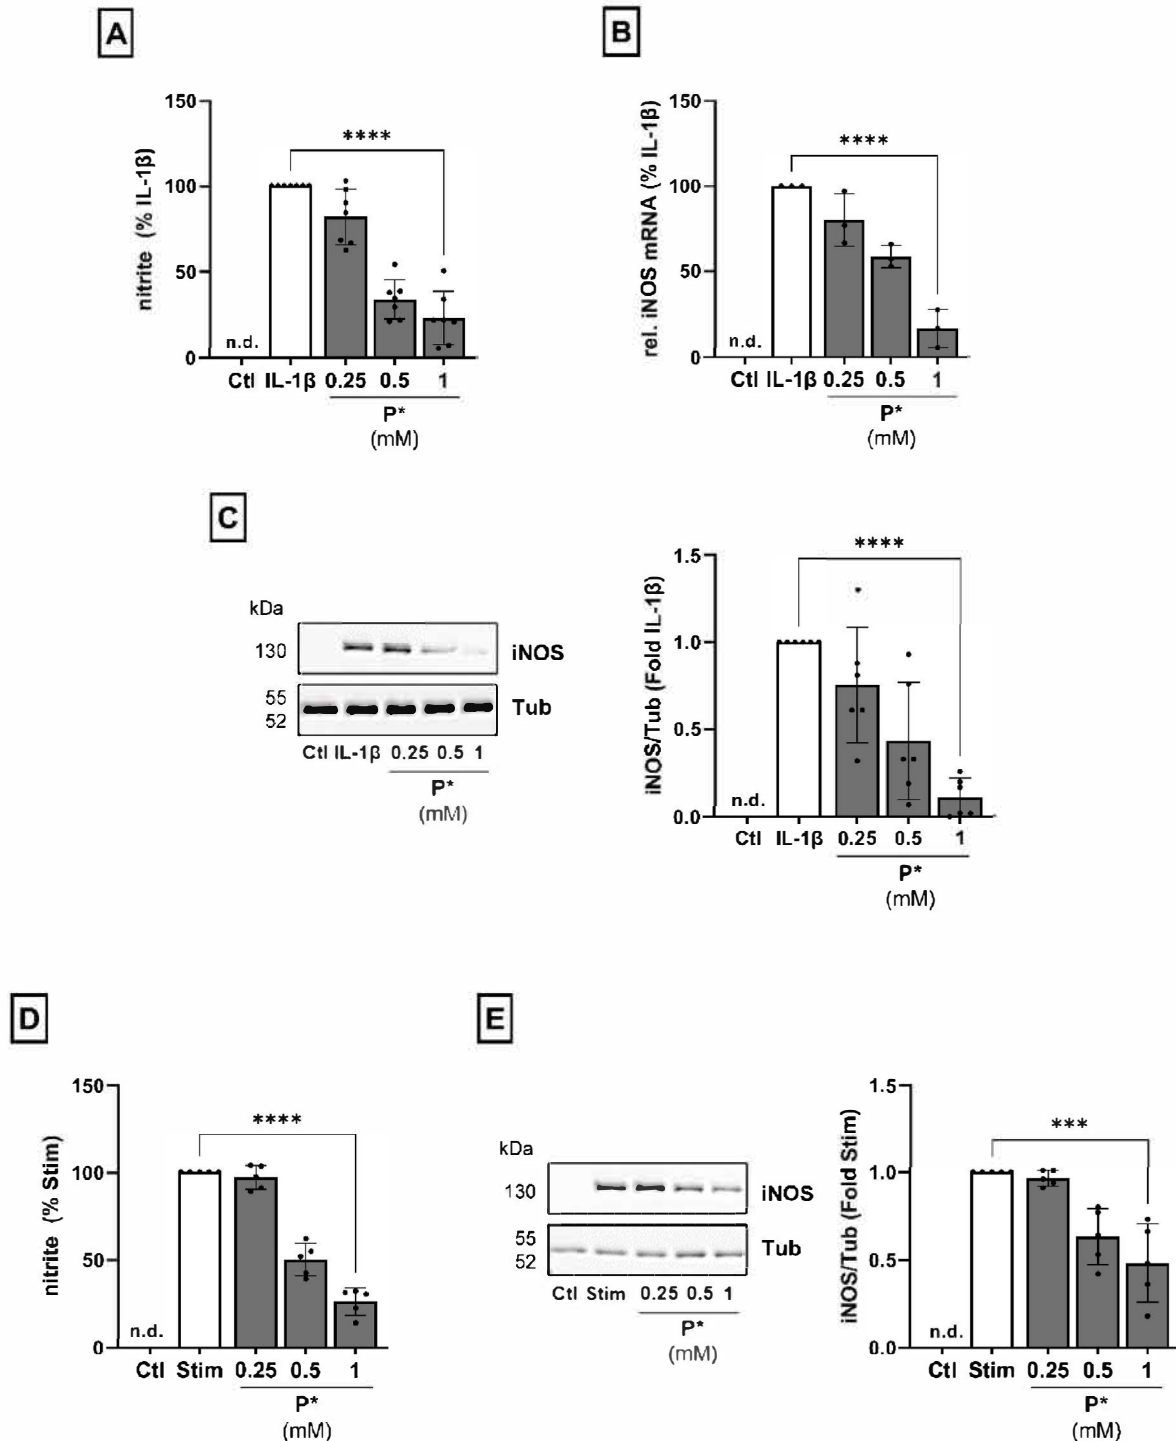 A
nitrite (% IL-1β)
150
100
50
0
****
n.d.
Ctl IL-1β 0.25 0.5 1
P*
(mM)
B
rel. iNOS mRNA (% IL-1β)
150
100
50
0
****
n.d.
Ctl IL-1β 0.25 0.5 1
P*
(mM)
C
kDa
130
iNOS
55
52
Tub
Ctl IL-1β 0.25 0.5 1
P*
(mM)
iNOS/Tub (Fold IL-1β)
1.5
1.0
0.5
0.0
****
n.d.
Ctl IL-1β 0.25 0.5 1
P*
(mM)
D
nitrite (% Stim)
150
100
50
0
****
n.d.
Ctl Stim 0.25 0.5 1
P*
(mM)
E
kDa
130
iNOS
55
52
Tub
Ctl Stim 0.25 0.5 1
P*
(mM)
iNOS/Tub (Fold Stim)
1.5
1.0
0.5
0.0
***
n.d.
Ctl Stim 0.25 0.5 1
P*
(mM)